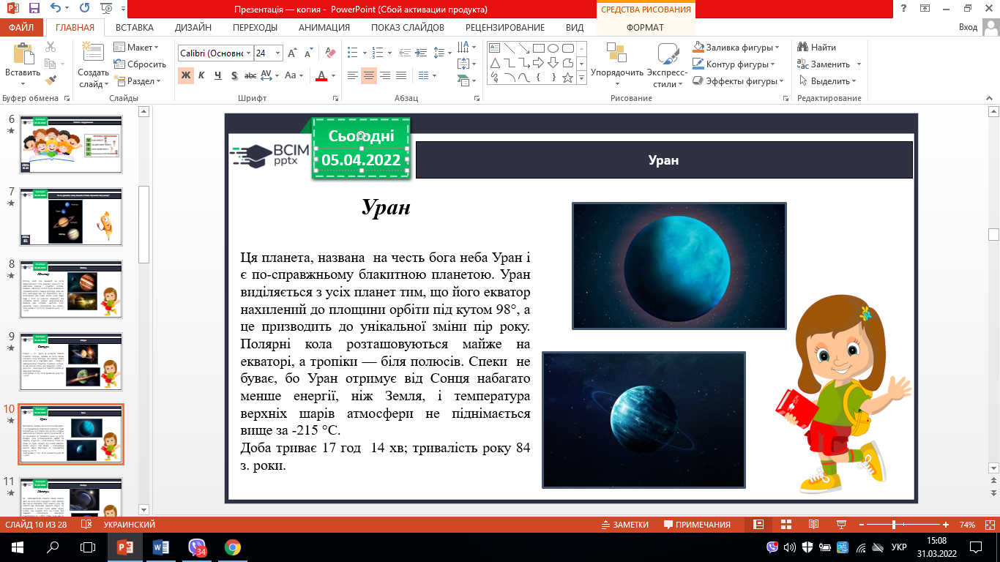 Презентація — копия - PowerPoint (Сбой активации продукта)
СРЕДСТВА РИСОВАНИЯ
ФАЙЛ ГЛАВНАЯ ВСТАВКА ДИЗАЙН ПЕРЕХОДЫ АНИМАЦИЯ ПОКАЗ СЛАЙДОВ РЕЦЕНЗИРОВАНИЕ ВИД ФОРМАТ Вход
Вставить
Буфер обмена
Создать слайд
Макет
Сбросить
Раздел
Слайды
Calibri (Основно 24
Ж К Ч S abc AV Aa А
Шрифт
Абзац
Упорядочить
Экспресс-стили
Заливка фигуры
Контур фигуры
Эффекты фигуры
Рисование
Найти
Заменить
Выделить
Редактирование
6
7
8
9
10
11
Сьогодні
05.04.2022
BCIM
pptx
Уран
Уран
Ця планета, названа на честь бога неба Уран і
є по-справжньому блакитною планетою. Уран
виділяється з усіх планет тим, що його екватор
нахилений до площини орбіти під кутом 98°, а
це призводить до унікальної зміни пір року.
Полярні кола розташовуються майже на
екваторі, а тропіки — біля полюсів. Спеки не
буває, бо Уран отримує від Сонця набагато
менше енергії, ніж Земля, і температура
верхніх шарів атмосфери не піднімається
вище за -215 °С.
Доба триває 17 год 14 хв; тривалість року 84
з. роки.
СЛАЙД 10 ИЗ 28 УКРАИНСКИЙ ЗАМЕТКИ ПРИМЕЧАНИЯ 74%
34
УКР
15:08
31.03.2022